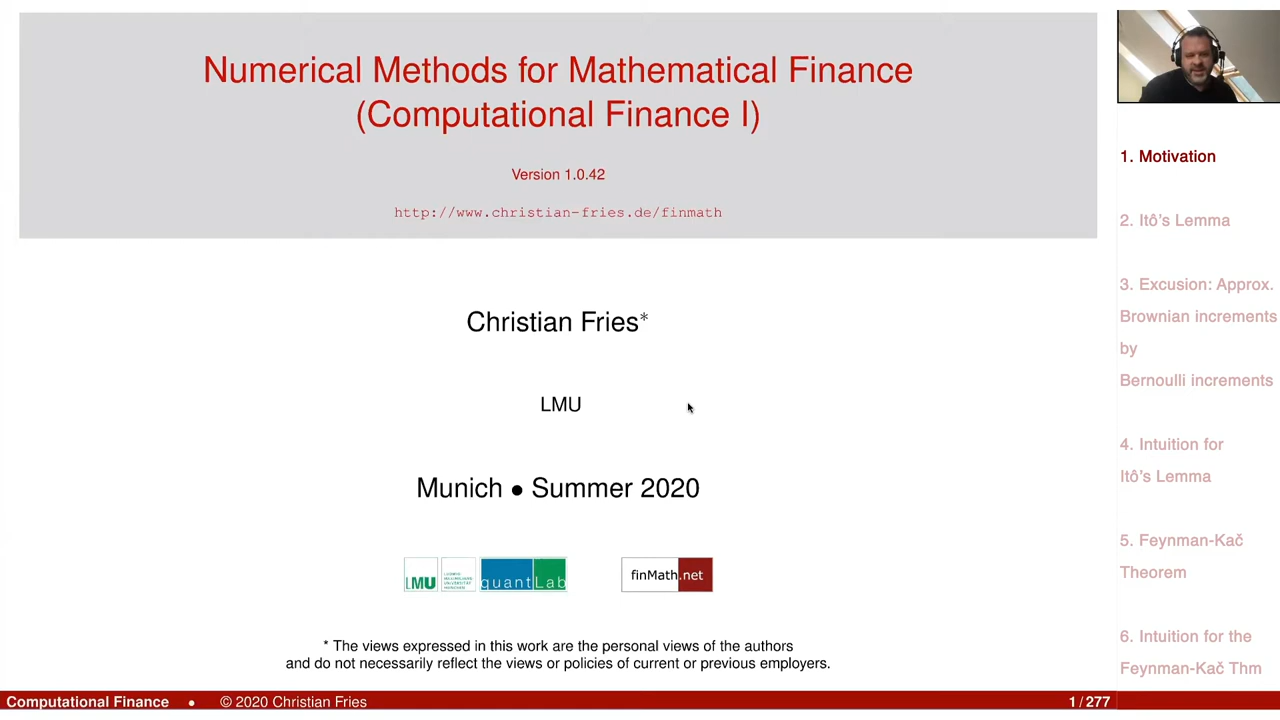 Numerical Methods for Mathematical Finance
(Computational Finance I)
Version 1.0.42
http://www.christian-fries.de/finmath
Christian Fries*
LMU
Munich • Summer 2020
LMU
quantLab
finMath.net
* The views expressed in this work are the personal views of the authors
and do not necessarily reflect the views or policies of current or previous employers.
1. Motivation
2. Itô's Lemma
3. Excusion: Approx.
Brownian increments
by
Bernoulli increments
4. Intuition for
Itô's Lemma
5. Feynman-Kač
Theorem
6. Intuition for the
Feynman-Kač Thm
Computational Finance • © 2020 Christian Fries 1 / 277